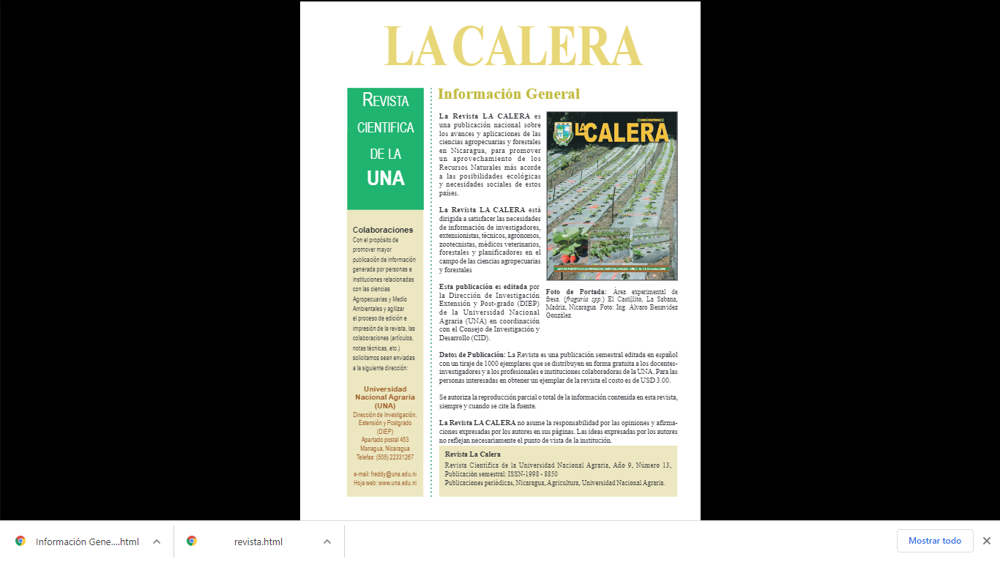 LA CALERA
REVISTA
CIENTIFICA
DE LA
UNA
Colaboraciones
Con el propósito de
promover mayor
publicación de información
generada por personas e
instituciones relacionadas
con las ciencias
Agropecuarias y Medio
Ambientales y agilizar
el proceso de edición e
impresión de la revista, las
colaboraciones (artículos,
notas técnicas, etc.)
solicitamos sean enviadas
a la siguiente dirección:
Universidad
Nacional Agraria
(UNA)
Dirección de Investigación,
Extensión y Postgrado
(DIEP)
Apartado postal 453
Managua, Nicaragua
Telefax: (505) 22331267
e-mail: freddy@una.edu.ni
Hoja web: www.una.edu.ni
Información General
La Revista LA CALERA es
una publicación nacional sobre
los avances y aplicaciones de las
ciencias agropecuarias y forestales
en Nicaragua, para promover
un aprovechamiento de los
Recursos Naturales más acorde
a las posibilidades ecológicas
y necesidades sociales de estos
países.
La Revista LA CALERA está
dirigida a satisfacer las necesidades
de información de investigadores,
extensionistas, técnicos, agrónomos,
zootecnistas, médicos veterinarios,
forestales y planificadores en el
campo de las ciencias agropecuarias
y forestales
Esta publicación es editada por
la Dirección de Investigación
Extensión y Post-grado (DIEP)
de la Universidad Nacional
Agraria (UNA) en coordinación
con el Consejo de Investigación y
Desarrollo (CID).
LA CALERA
Foto de Portada: Área experimental de
fresa. (fragaria spp.) El Castillito, La Sabana,
Madriz, Nicaragua. Foto: Ing. Álvaro Benavidez
González.
Datos de Publicación: La Revista es una publicación semestral editada en español
con un tiraje de 1000 ejemplares que se distribuyen en forma gratuita a los docentes-
investigadores y a los profesionales e instituciones colaboradoras de la UNA. Para las
personas interesadas en obtener un ejemplar de la revista el costo es de USD 3.00.
Se autoriza la reproducción parcial o total de la información contenida en esta revista,
siempre y cuando se cite la fuente.
La Revista LA CALERA no asume la responsabilidad por las opiniones y afirma-
ciones expresadas por los autores en sus páginas. Las ideas expresadas por los autores
no reflejan necesariamente el punto de vista de la institución.
Revista La Calera
Revista Científica de la Universidad Nacional Agraria, Año 9, Número 13,
Publicación semestral: ISSN-1998 - 8850
Publicaciones periódicas, Nicaragua, Agricultura, Universidad Nacional Agraria.
Información Gene....html
revista.html
Mostrar todo